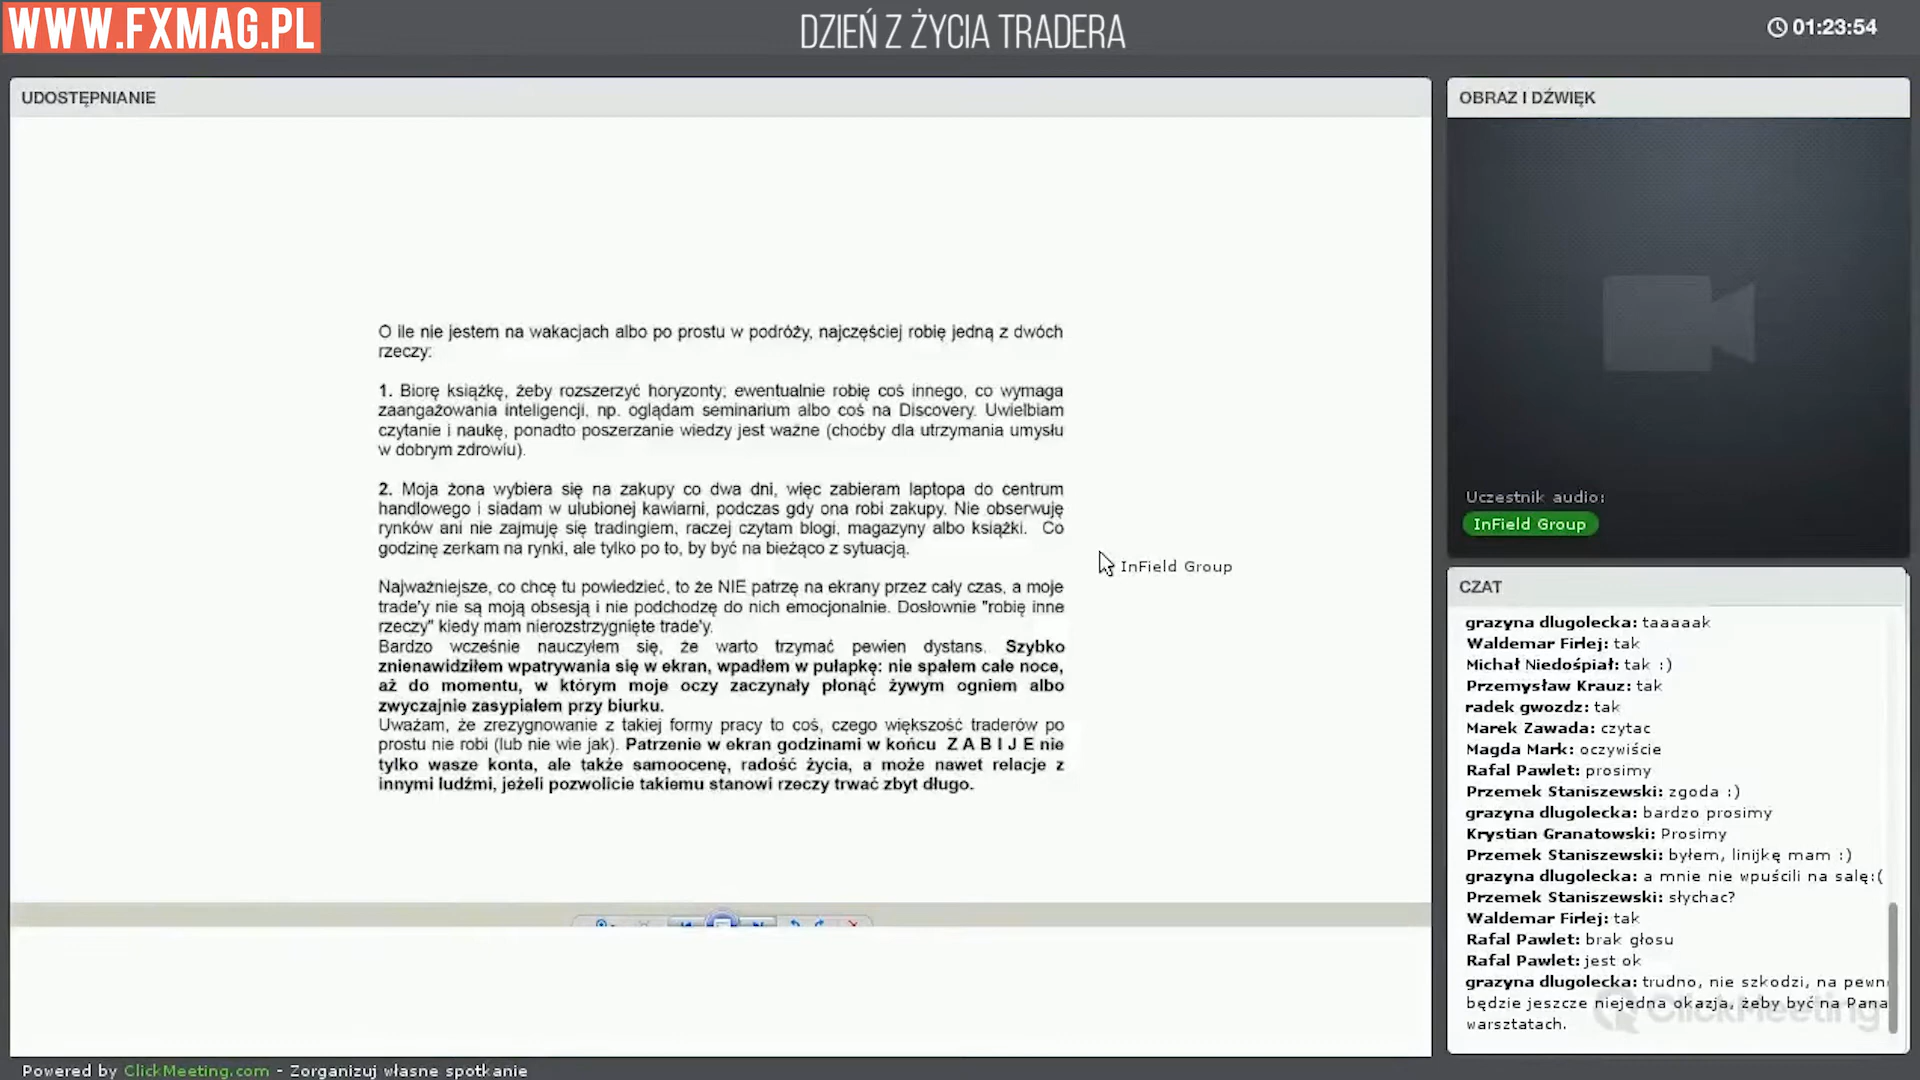 WWW.FXMAG.PL
DZIEŃ Z ŻYCIA TRADERA
01:23:54
UDOSTĘPNIANIE
O ile nie jestem na wakacjach albo po prostu w podróży, najczęściej robię jedną z dwóch
rzeczy:
1. Biorę książkę, żeby rozszerzyć horyzonty; ewentualnie robię coś innego, co wymaga
zaangażowania inteligencji, np. oglądam seminarium albo coś na Discovery. Uwielbiam
czytanie i naukę, ponadto poszerzanie wiedzy jest ważne (choćby dla utrzymania umysłu
w dobrym zdrowiu).
2. Moja żona wybiera się na zakupy co dwa dni, więc zabieram laptopa do centrum
handlowego i siadam w ulubionej kawiarni, podczas gdy ona robi zakupy. Nie obserwuję
rynków ani nie zajmuję się tradingiem, raczej czytam blogi, magazyny albo książki. Co
godzinę zerkam na rynki, ale tylko po to, by być na bieżąco z sytuacją.
Najważniejsze, co chcę tu powiedzieć, to że NIE patrzę na ekrany przez cały czas, a moje
trade'y nie są moją obsesją i nie podchodzę do nich emocjonalnie. Dosłownie "robię inne
rzeczy" kiedy mam nierozstrzygnięte trade'y.
Bardzo wcześnie nauczyłem się, że warto trzymać pewien dystans. Szybko
znienawidziłem wpatrywania się w ekran, wpadłem w pułapkę: nie spałem całe noce,
aż do momentu, w którym moje oczy zaczynały płonąć żywym ogniem albo
zwyczajnie zasypiałem przy biurku.
Uważam, że zrezygnowanie z takiej formy pracy to coś, czego większość traderów po
prostu nie robi (lub nie wie jak). Patrzenie w ekran godzinami w końcu Z A B I J E nie
tylko wasze konta, ale także samoocenę, radość życia, a może nawet relacje z
innymi ludźmi, jeżeli pozwolicie takiemu stanowi rzeczy trwać zbyt długo.
InField Group
OBRAZ I DŹWIĘK
Uczestnik audio:
InField Group
CZAT
grazyna dlugolecka: taaaaak
Waldemar Firlej: tak
Michał Niedośpiał: tak :)
Przemysław Krauz: tak
radek gwozdz: tak
Marek Zawada: czytac
Magda Mark: oczywiście
Rafal Pawlet: prosimy
Przemek Staniszewski: zgoda :)
grazyna dlugolecka: bardzo prosimy
Krystian Granatowski: Prosimy
Przemek Staniszewski: byłem, linijkę mam :)
grazyna dlugolecka: a mnie nie wpuścili na salę:(
Przemek Staniszewski: słychac?
Waldemar Firlej: tak
Rafal Pawlet: brak głosu
Rafal Pawlet: jest ok
grazyna dlugolecka: trudno, nie szkodzi, na pewn
będzie jeszcze niejedna okazja, żeby być na Pana
warsztatach.
ClickMeeting
Powered by ClickMeeting.com - Zorganizuj własne spotkanie